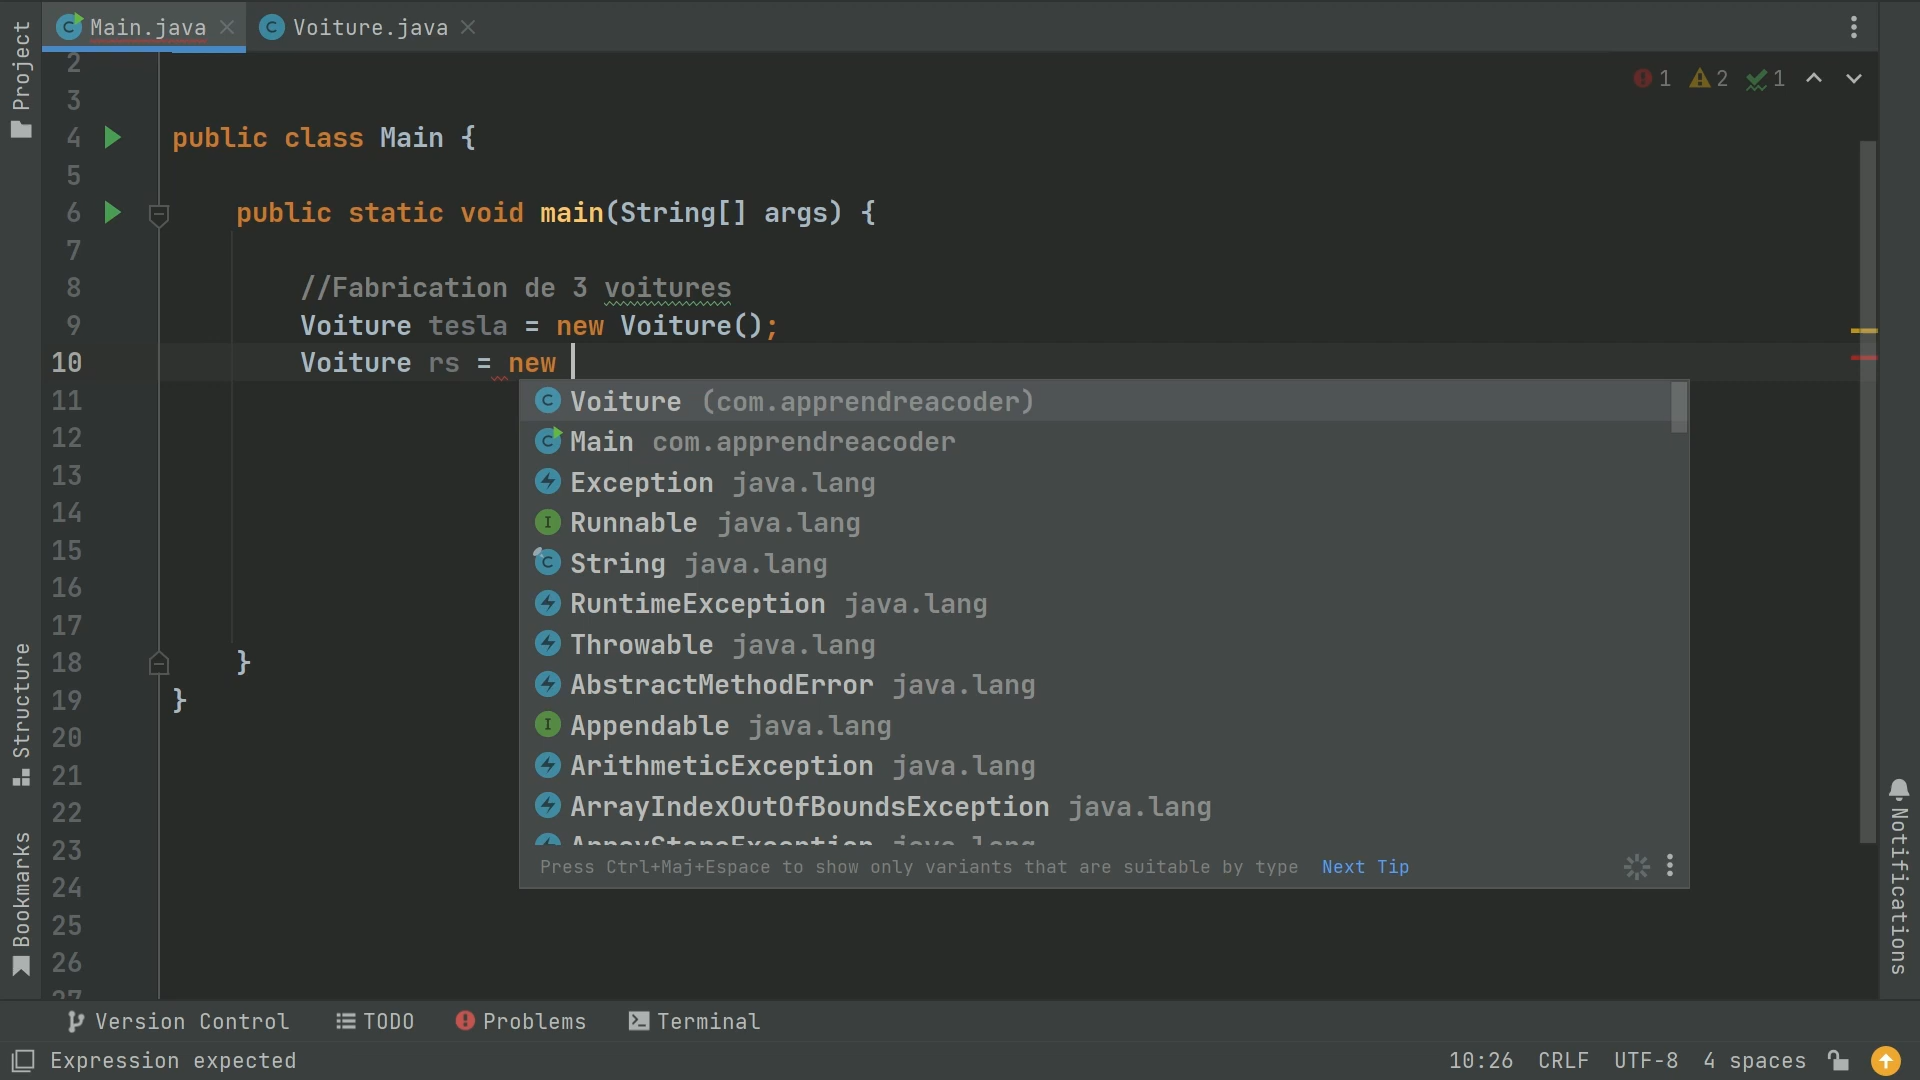 Main.java Voiture.java
Project
1 2 1
2
3
4 public class Main {
5
6 public static void main(String[] args) {
7
8 //Fabrication de 3 voitures
9 Voiture tesla = new Voiture();
10 Voiture rs = new
11
12
13
14
15
16
17
18 }
19 }
20
21
22
23
24
25
26
27
Voiture (com.apprendreacoder)
Main com.apprendreacoder
Exception java.lang
Runnable java.lang
String java.lang
RuntimeException java.lang
Throwable java.lang
AbstractMethodError java.lang
Appendable java.lang
ArithmeticException java.lang
ArrayIndexOutOfBoundsException java.lang
ArrayStoreException java.lang
Press Ctrl+Maj+Espace to show only variants that are suitable by type Next Tip
Structure
Bookmarks
Notifications
Version Control TODO Problems Terminal
Expression expected 10:26 CRLF UTF-8 4 spaces